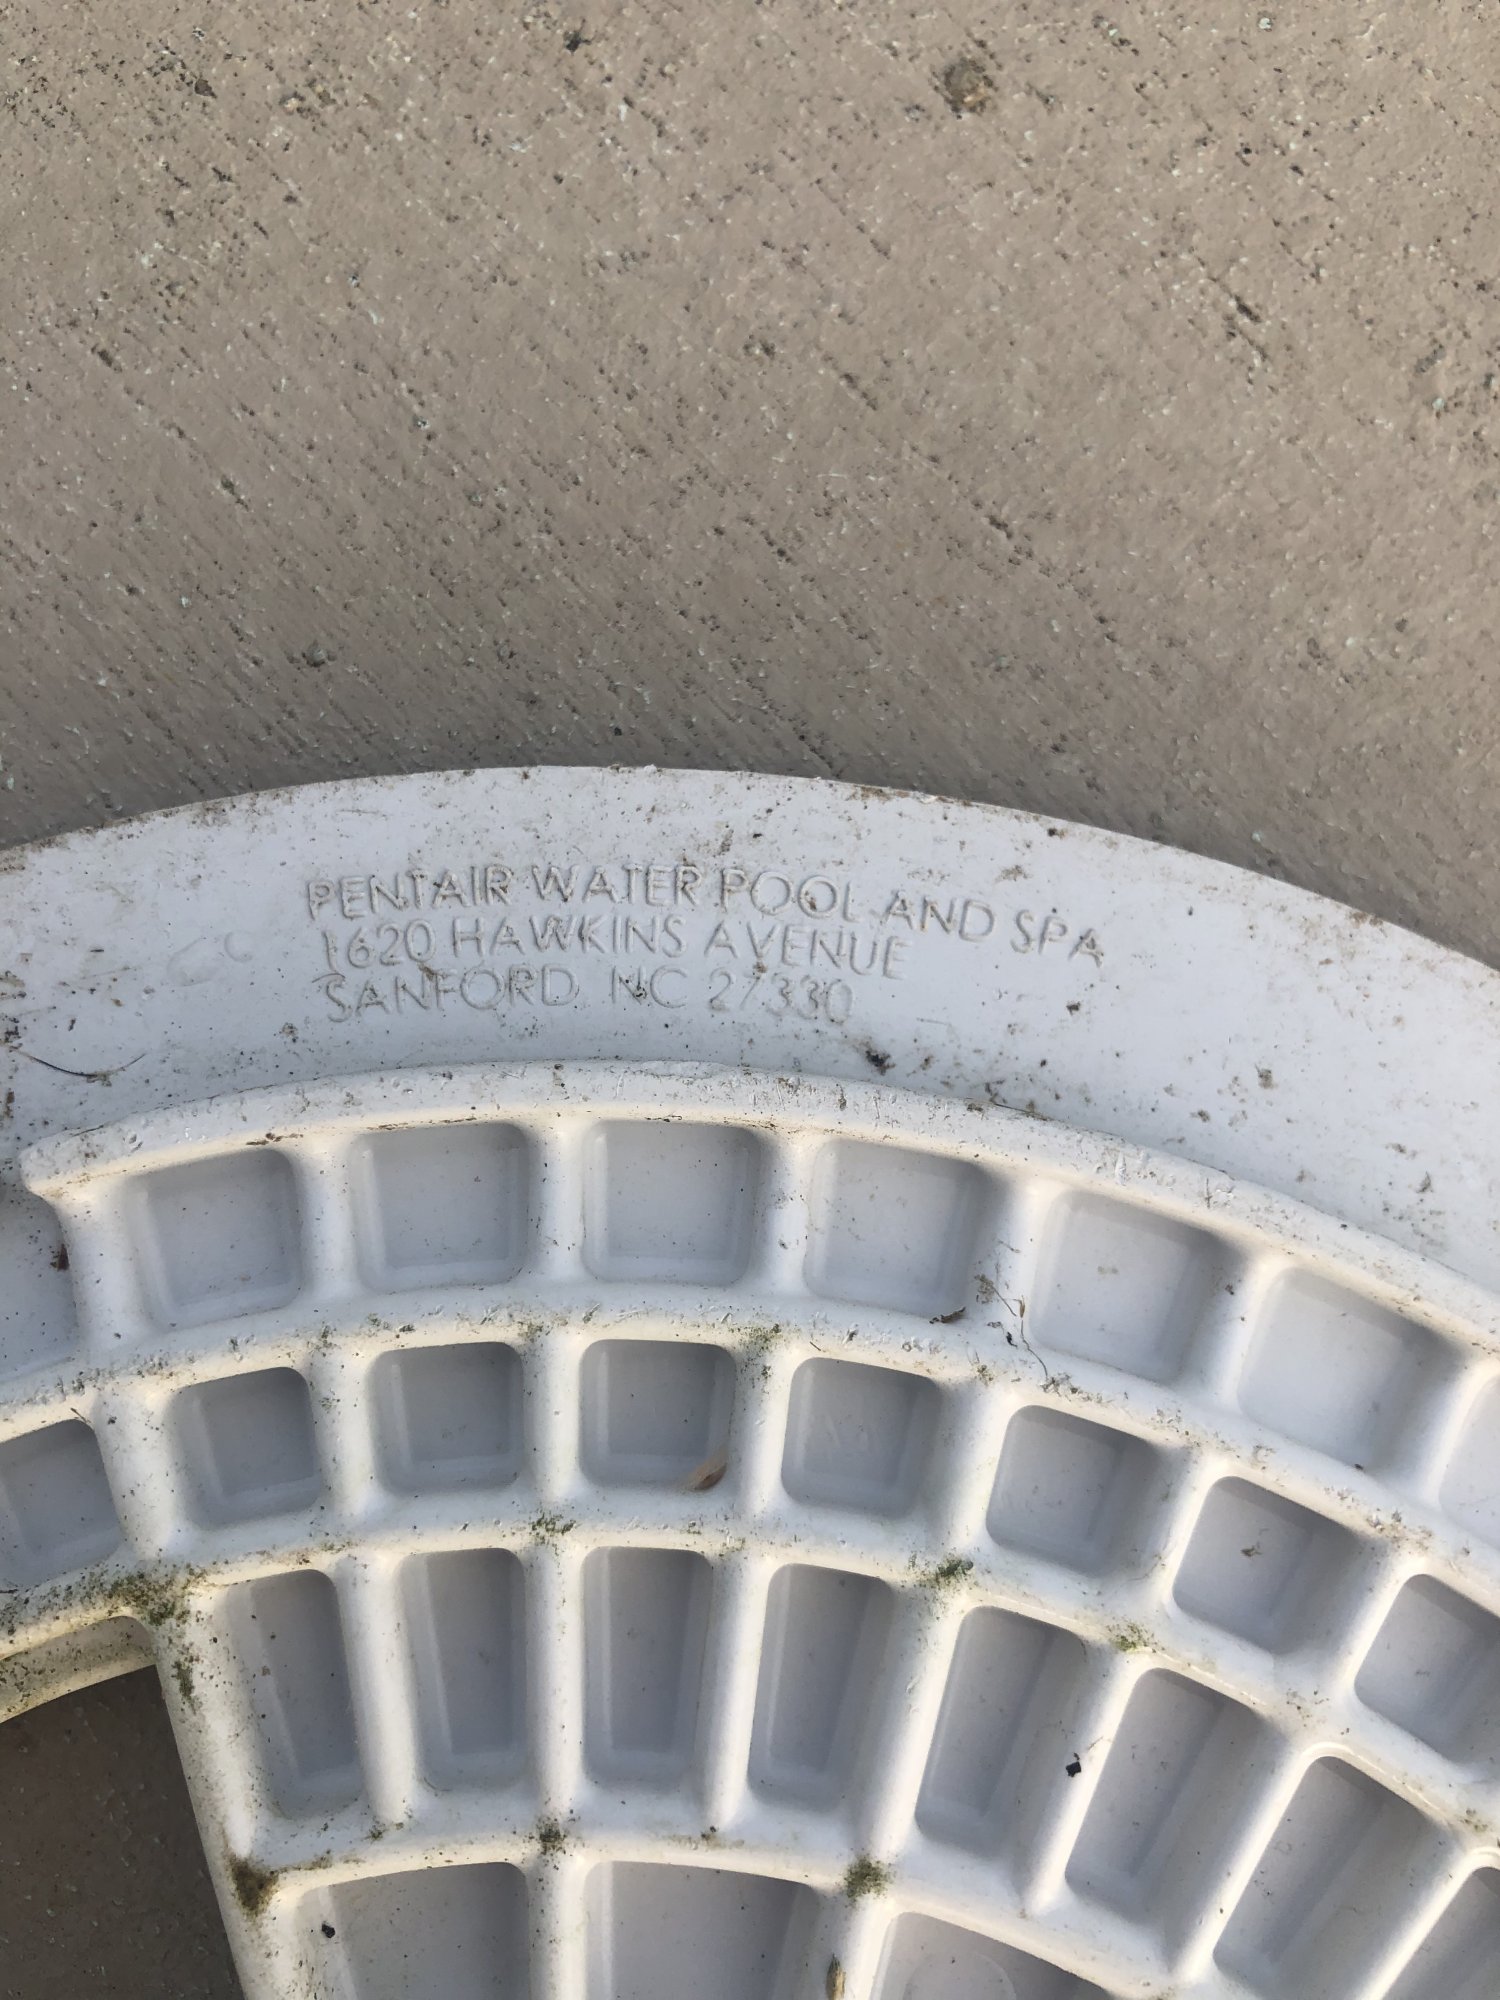 PENTAIR WATER POOL AND SPA
1620 HAWKINS AVENUE
SANFORD, NC 27330